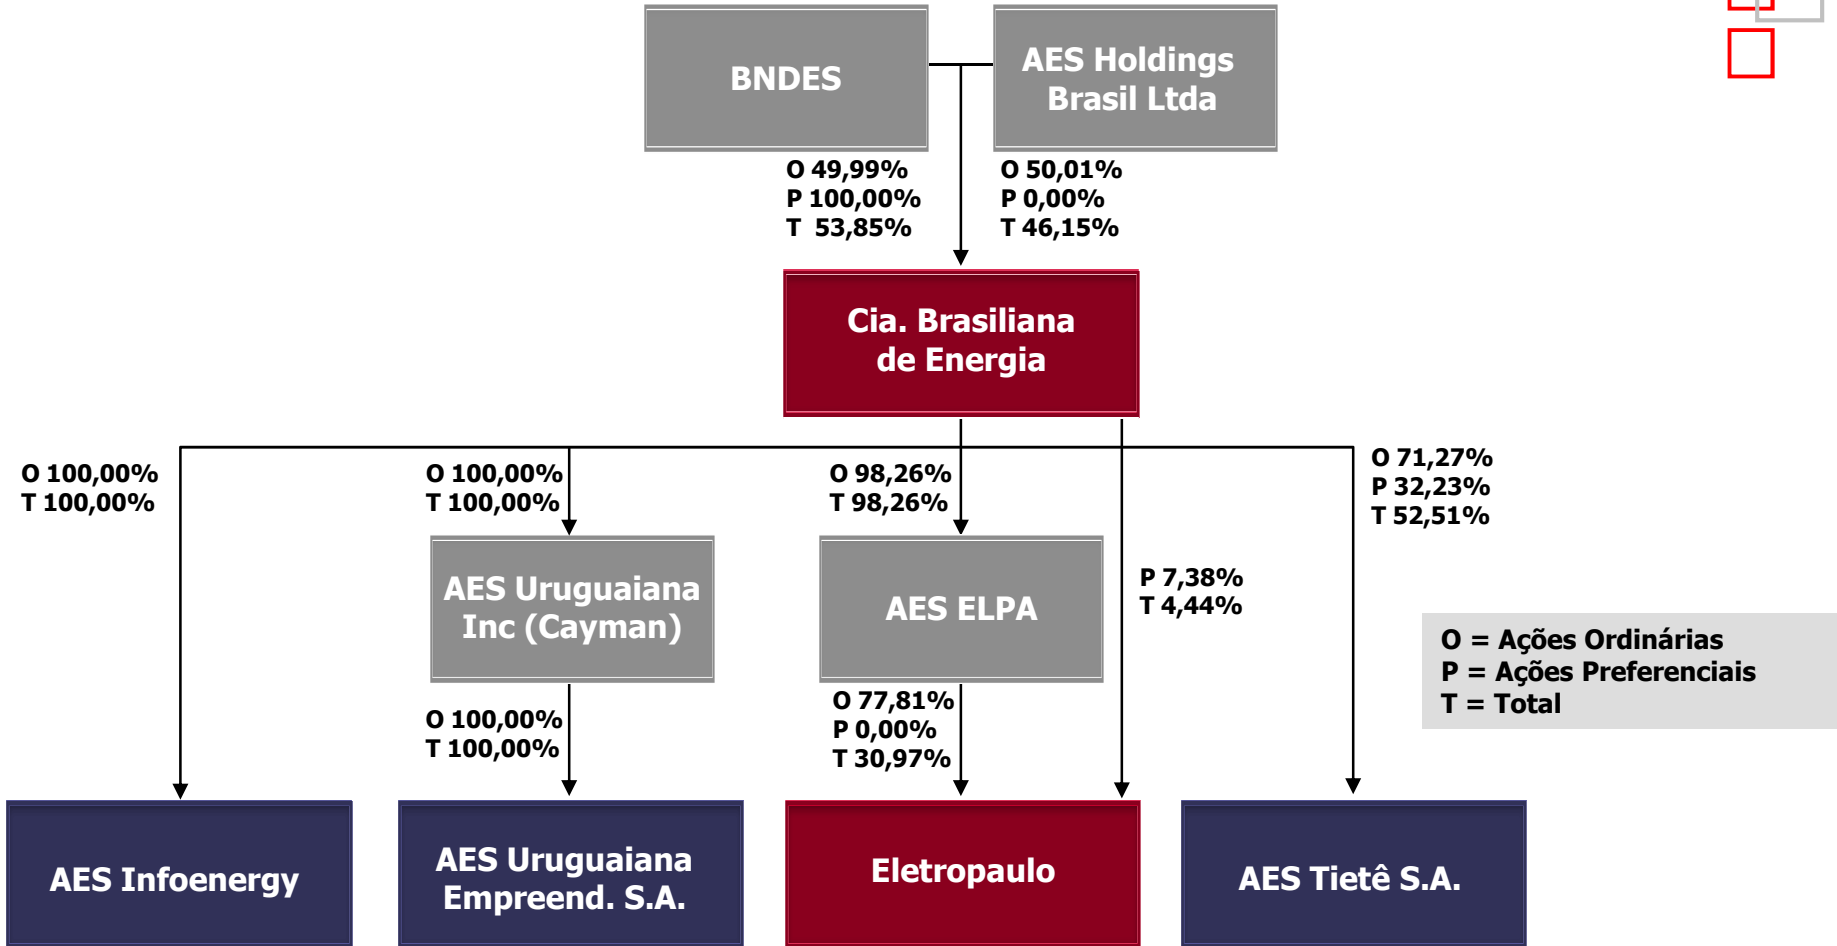 BNDES
AES Holdings
Brasil Ltda
O 49,99%
P 100,00%
T 53,85%
O 50,01%
P 0,00%
T 46,15%
Cia. Brasiliana
de Energia
O 100,00%
T 100,00%
O 100,00%
T 100,00%
O 98,26%
T 98,26%
O 71,27%
P 32,23%
T 52,51%
AES Uruguaiana
Inc (Cayman)
AES ELPA
P 7,38%
T 4,44%
O = Ações Ordinárias
P = Ações Preferenciais
T = Total
O 100,00%
T 100,00%
O 77,81%
P 0,00%
T 30,97%
AES Infoenergy
AES Uruguaiana
Empreend. S.A.
Eletropaulo
AES Tietê S.A.